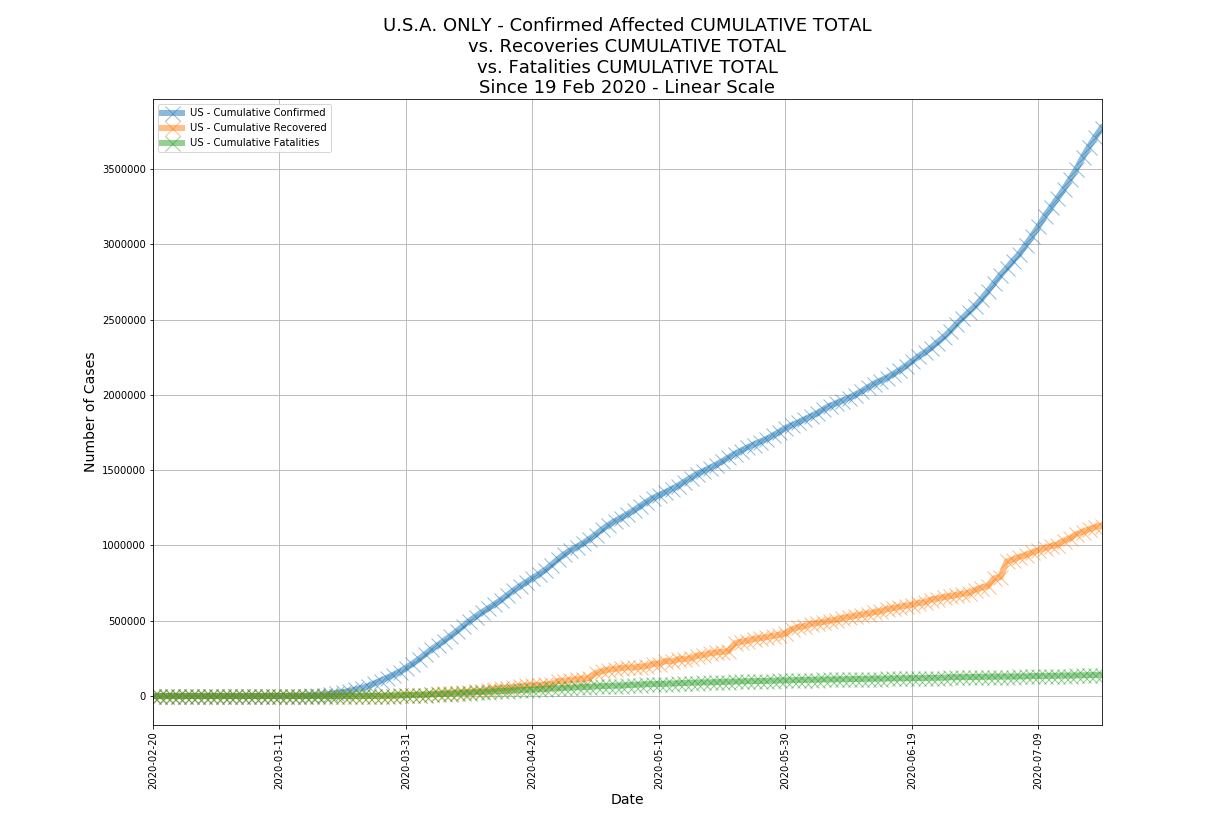 U.S.A. ONLY - Confirmed Affected CUMULATIVE TOTAL
vs. Recoveries CUMULATIVE TOTAL
vs. Fatalities CUMULATIVE TOTAL
Since 19 Feb 2020 - Linear Scale
US - Cumulative Confirmed
US - Cumulative Recovered
US - Cumulative Fatalities
3500000
3000000
2500000
2000000
1500000
1000000
500000
0
Number of Cases
2020-02-20
2020-03-11
2020-03-31
2020-04-20
2020-05-10
2020-05-30
2020-06-19
2020-07-09
Date